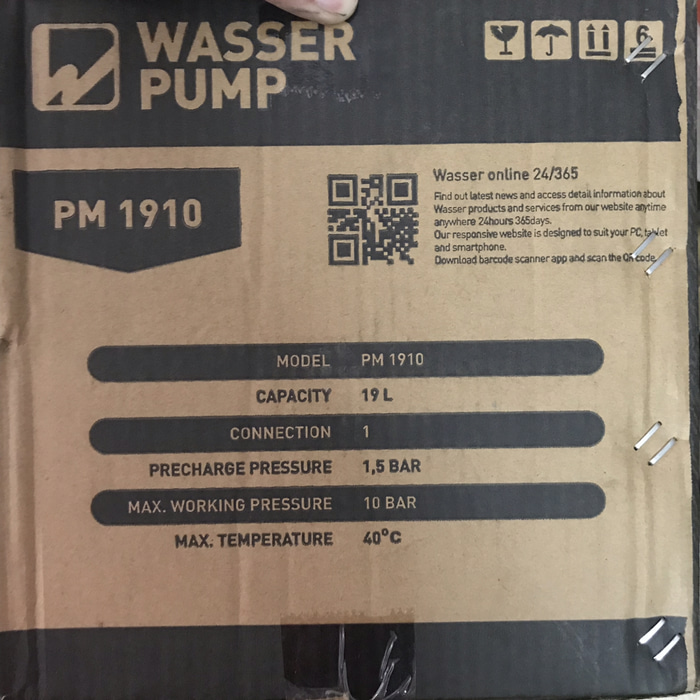 WASSER
PUMP
6
PM 1910
Wasser online 24/365
Find out latest news and access detail information about
Wasser products and services from our website anytime
anywhere 24hours 365days.
Our responsive website is designed to suit your PC, tablet
and smartphone.
Download barcode scanner app and scan the QR code.
MODEL PM 1910
CAPACITY 19 L
CONNECTION 1
PRECHARGE PRESSURE 1,5 BAR
MAX. WORKING PRESSURE 10 BAR
MAX. TEMPERATURE 40°C